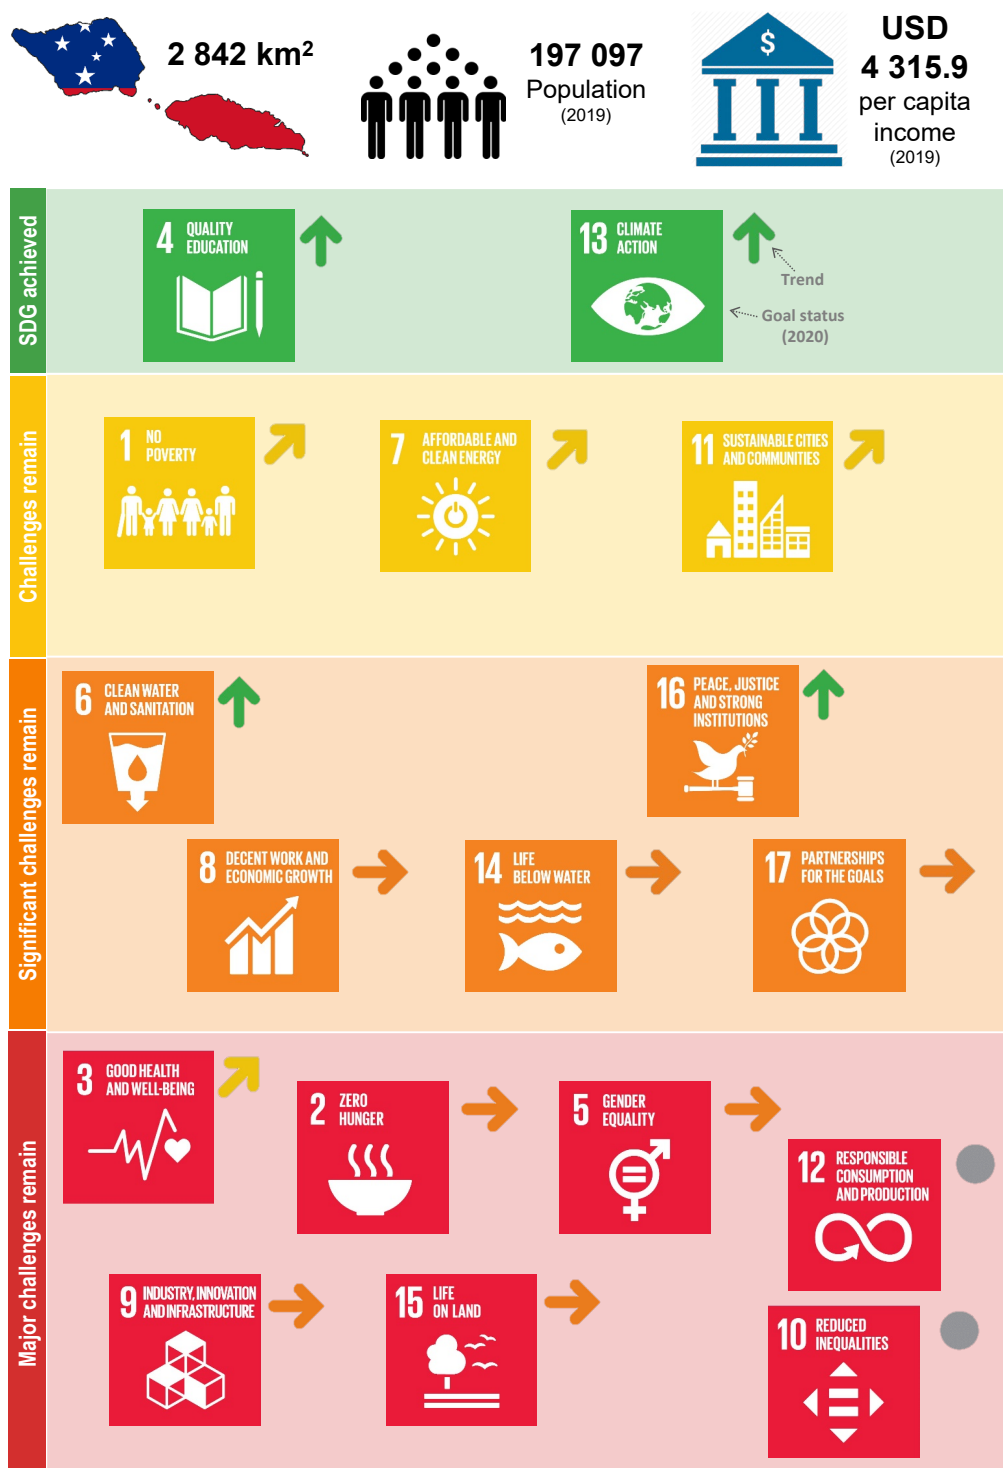 2 842 km²
197 097
Population
(2019)
$
USD
4 315.9
per capita
income
(2019)
SDG achieved
4 QUALITY
EDUCATION
13 CLIMATE
ACTION
Trend
Goal status
(2020)
Challenges remain
1 NO
POVERTY
7 AFFORDABLE AND
CLEAN ENERGY
11 SUSTAINABLE CITIES
AND COMMUNITIES
Significant challenges remain
6 CLEAN WATER
AND SANITATION
16 PEACE, JUSTICE
AND STRONG
INSTITUTIONS
8 DECENT WORK AND
ECONOMIC GROWTH
14 LIFE
BELOW WATER
17 PARTNERSHIPS
FOR THE GOALS
Major challenges remain
3 GOOD HEALTH
AND WELL-BEING
2 ZERO
HUNGER
5 GENDER
EQUALITY
12 RESPONSIBLE
CONSUMPTION
AND PRODUCTION
9 INDUSTRY, INNOVATION
AND INFRASTRUCTURE
15 LIFE
ON LAND
10 REDUCED
INEQUALITIES